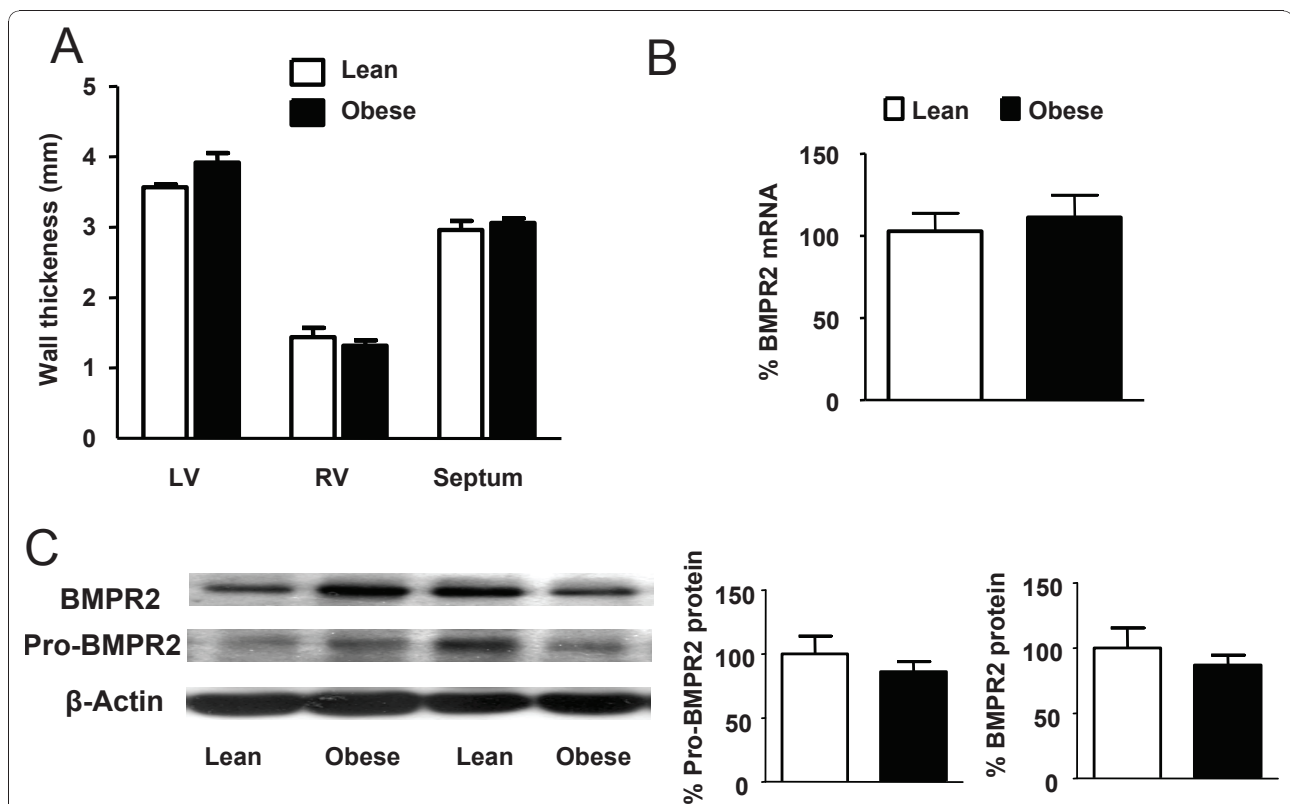 A
Lean
Obese
5
4
3
2
1
0
Wall thickeness (mm)
LV RV Septum
B
Lean Obese
150
100
50
0
% BMPR2 mRNA
C
BMPR2
Pro-BMPR2
β-Actin
Lean Obese Lean Obese
% Pro-BMPR2 protein
150
100
50
0
% BMPR2 protein
150
100
50
0